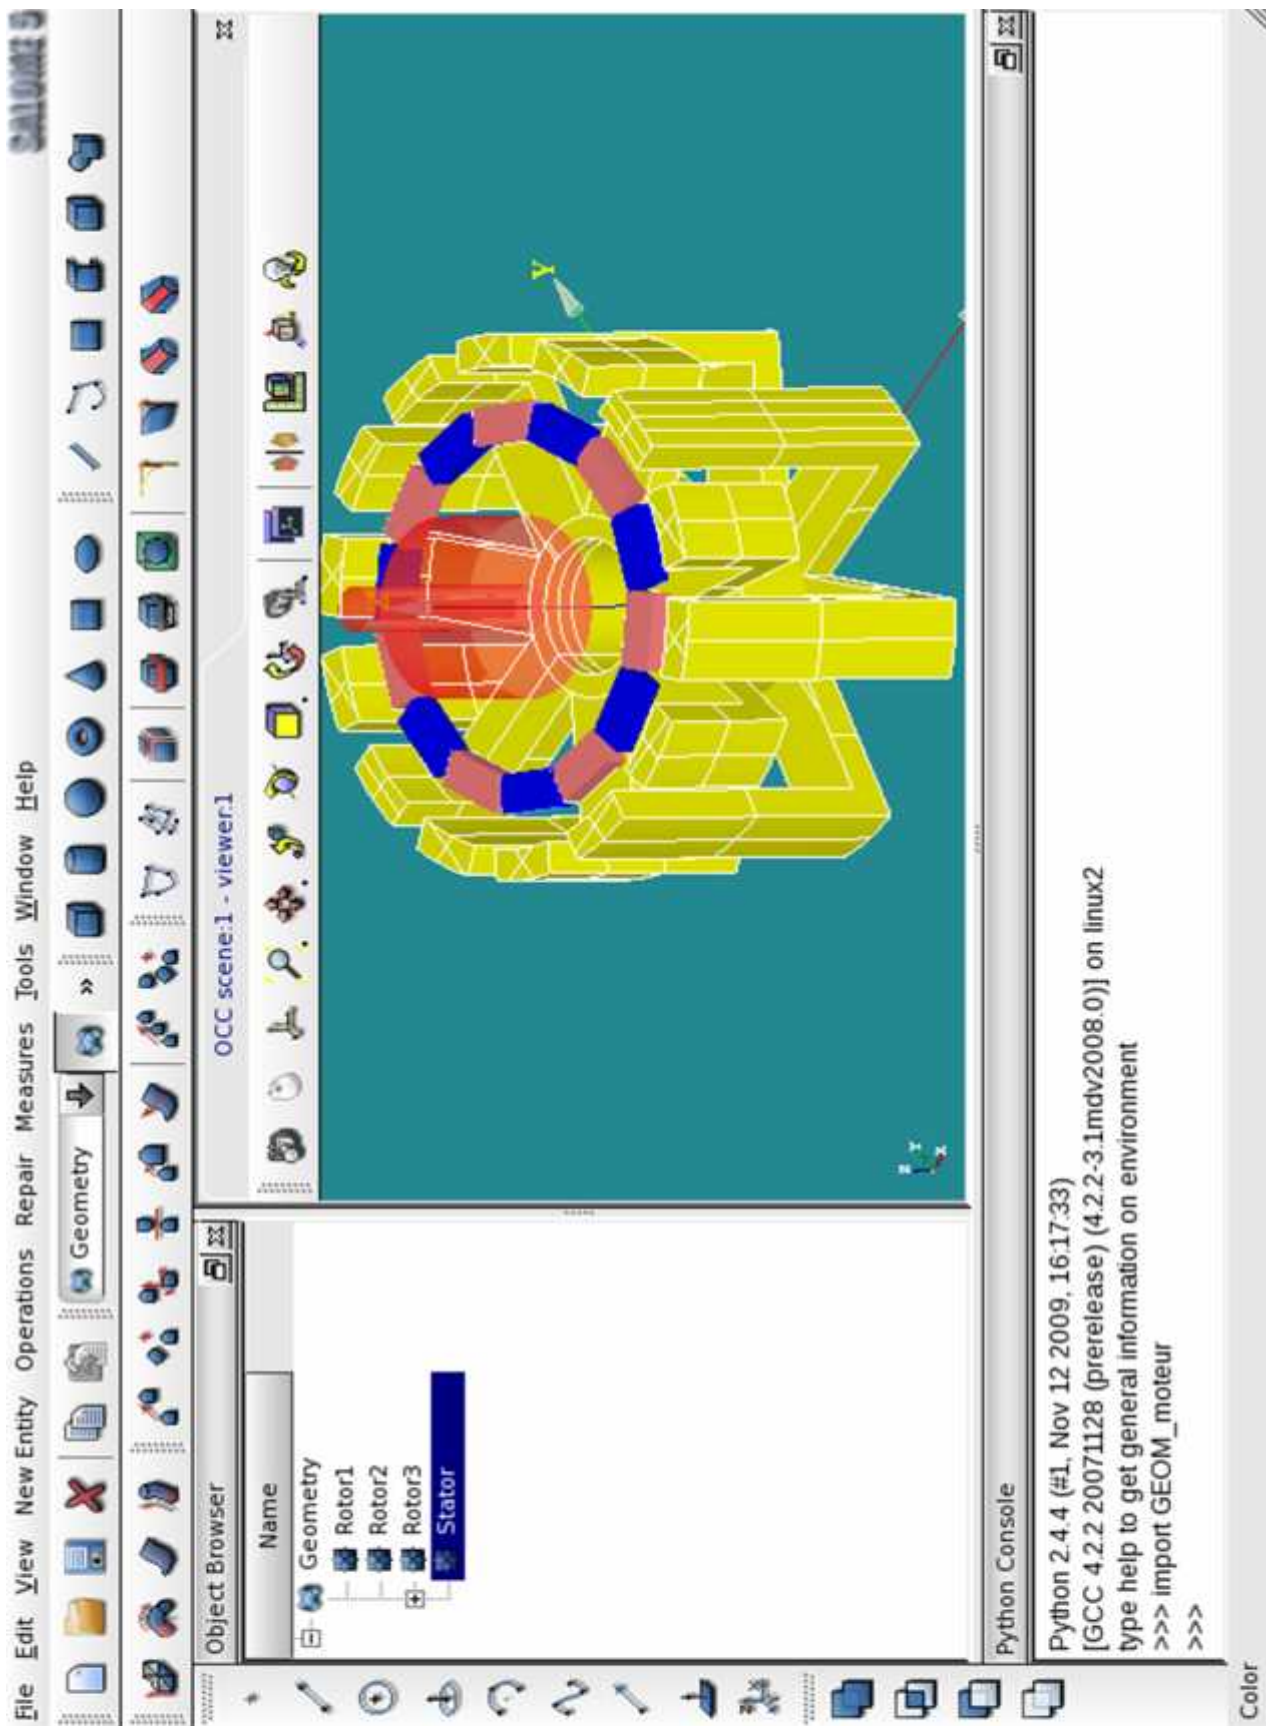 SALOME 5
File Edit View New Entity Operations Repair Measures Tools Window Help
Geometry
»
Object Browser
Name
Geometry
Rotor1
Rotor2
Rotor3
Stator
OCC scene:1 - viewer:1
Y
Z
Y
X
Python Console
Python 2.4.4 (#1, Nov 12 2009, 16:17:33)
[GCC 4.2.2 20071128 (prerelease) (4.2.2-3.1mdv2008.0)] on linux2
type help to get general information on environment
>>> import GEOM_moteur
>>>
Color